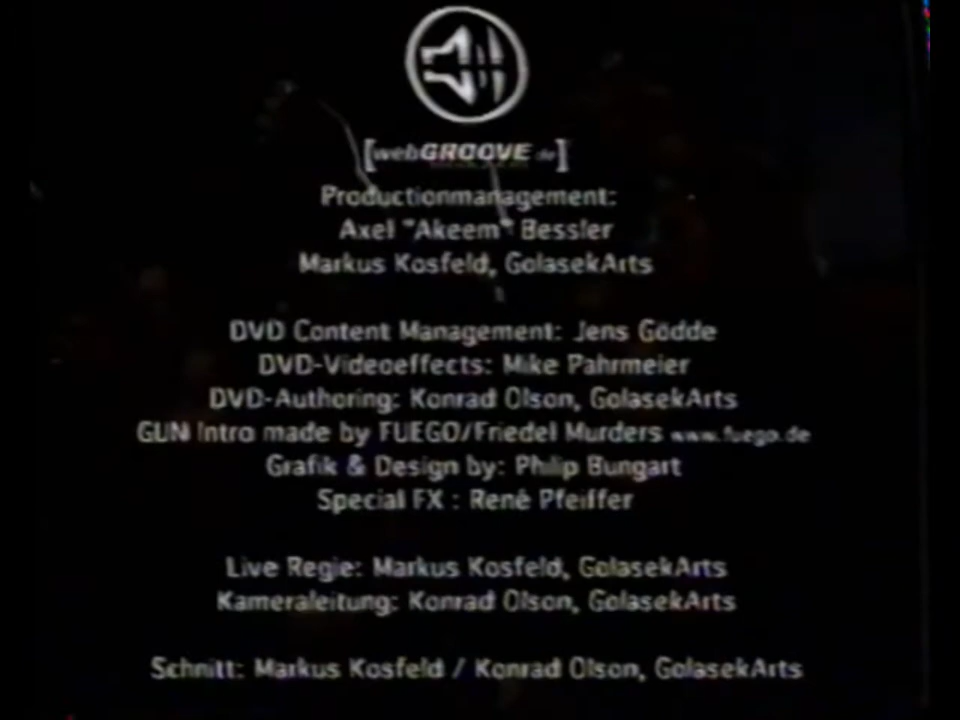 [webGROOVE.de]
Productionmanagement:
Axel "Akeem" Bessler
Markus Kosfeld, GolasekArts
DVD Content Management: Jens Gödde
DVD-Videoeffects: Mike Pahrmeier
DVD-Authoring: Konrad Olson, GolasekArts
GUN Intro made by FUEGO/Friedel Murders www.fuego.de
Grafik & Design by: Philip Bungart
Special FX : René Pfeiffer
Live Regie: Markus Kosfeld, GolasekArts
Kameraleitung: Konrad Olson, GolasekArts
Schnitt: Markus Kosfeld / Konrad Olson, GolasekArts